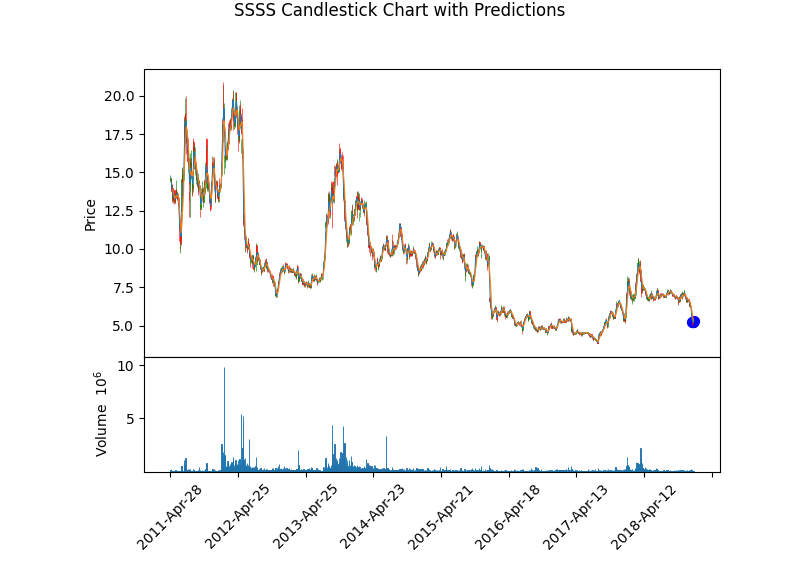 SSSS Candlestick Chart with Predictions
20.0
17.5
15.0
12.5
10.0
7.5
5.0
Price
10
5
Volume 10^6
2011-Apr-28
2012-Apr-25
2013-Apr-25
2014-Apr-23
2015-Apr-21
2016-Apr-18
2017-Apr-13
2018-Apr-12